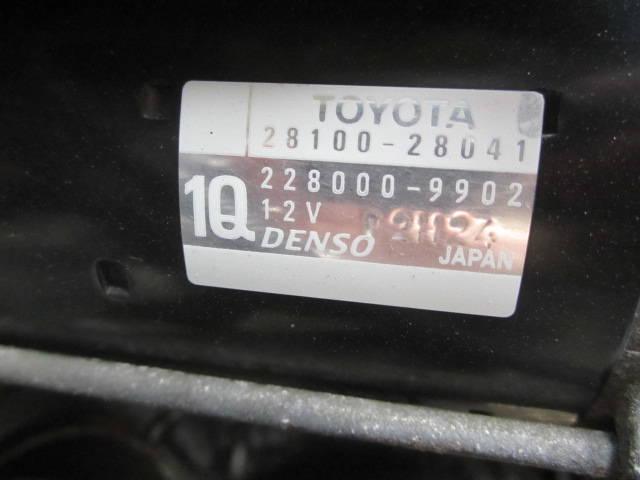 TOYOTA
28100-28041
228000-9902
1Q
12V
DENSO
JAPAN